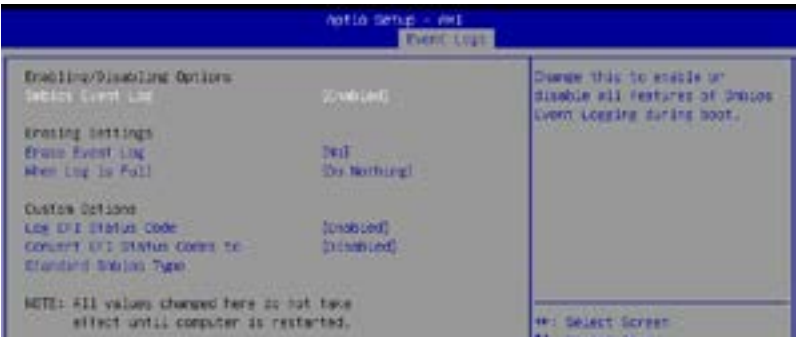 Aptio Setup - AMI
Event Logs
Enabling/Disabling Options
Smbios Event Log [Enabled]
Erasing Settings
Erase Event Log [No]
When Log is Full [Do Nothing]
Custom Options
Log EFI Status Code [Enabled]
Convert EFI Status Codes to [Disabled]
Standard Smbios Type
NOTE: All values changed here do not take
effect until computer is restarted.
Change this to enable or
disable all features of Smbios
Event Logging during boot.
: Select Screen